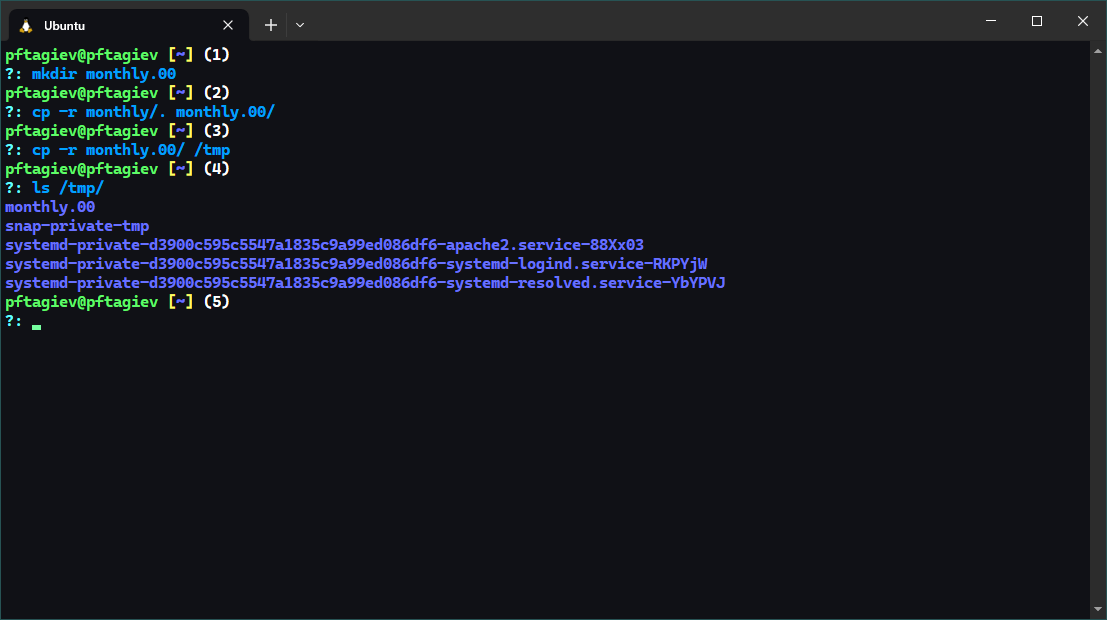 Ubuntu
pftagiev@pftagiev [~] (1)
?: mkdir monthly.00
pftagiev@pftagiev [~] (2)
?: cp -r monthly/. monthly.00/
pftagiev@pftagiev [~] (3)
?: cp -r monthly.00/ /tmp
pftagiev@pftagiev [~] (4)
?: ls /tmp/
monthly.00
snap-private-tmp
systemd-private-d3900c595c5547a1835c9a99ed086df6-apache2.service-88Xx03
systemd-private-d3900c595c5547a1835c9a99ed086df6-systemd-logind.service-RKPYjW
systemd-private-d3900c595c5547a1835c9a99ed086df6-systemd-resolved.service-YbYPVJ
pftagiev@pftagiev [~] (5)
?: